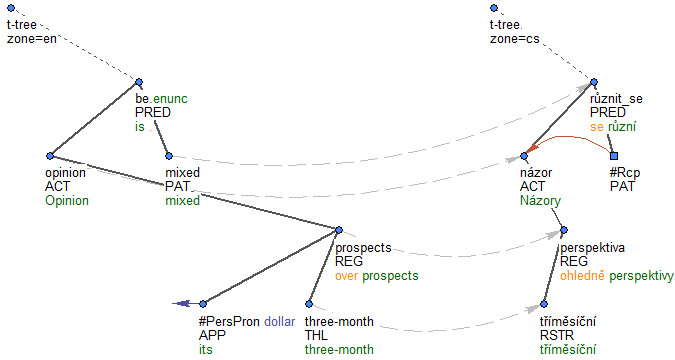 t-tree
zone=en
be.enunc
PRED
is .
opinion
ACT
Opinion
mixed
PAT
mixed
prospects
REG
over prospects
#PersPron dollar
APP
its
three-month
THL
three-month
t-tree
zone=cs
různit_se
PRED
se různí
názor
ACT
Názory
#Rcp
PAT
perspektiva
REG
ohledně perspektivy
tříměsíční
RSTR
tříměsíční